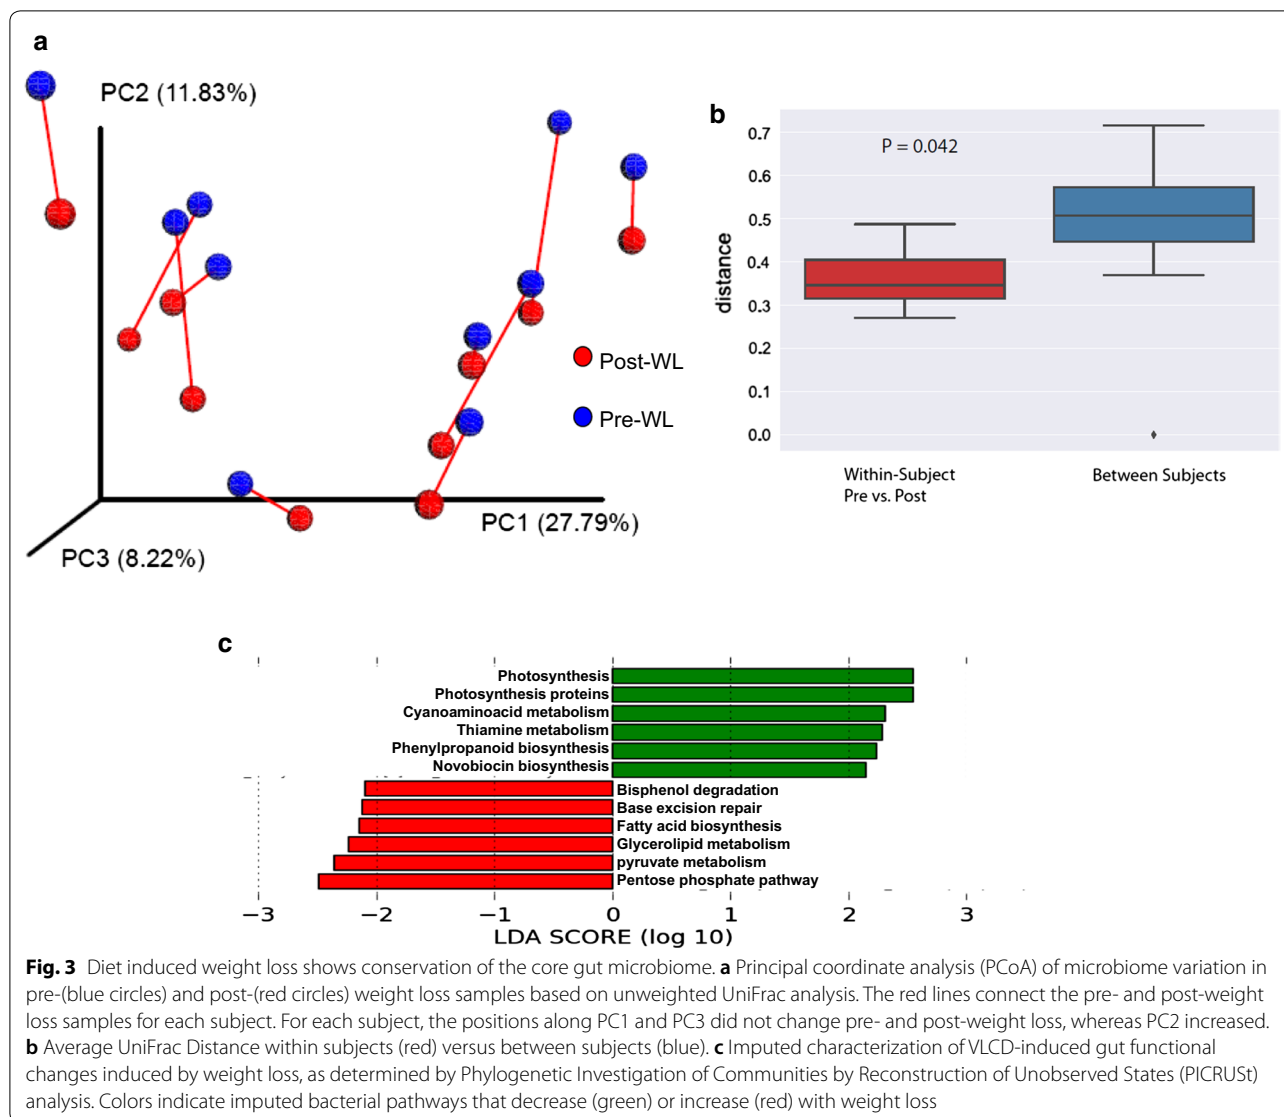 a
PC2 (11.83%)
PC1 (27.79%)
PC3 (8.22%)
Post-WL
Pre-WL
b
P = 0.042
distance
0.7
0.6
0.5
0.4
0.3
0.2
0.1
0.0
Within-Subject
Pre vs. Post
Between Subjects
c
Photosynthesis
Photosynthesis proteins
Cyanoaminoacid metabolism
Thiamine metabolism
Phenylpropanoid biosynthesis
Novobiocin biosynthesis
Bisphenol degradation
Base excision repair
Fatty acid biosynthesis
Glycerolipid metabolism
pyruvate metabolism
Pentose phosphate pathway
−3 −2 −1 0 1 2 3
LDA SCORE (log 10)
Fig. 3 Diet induced weight loss shows conservation of the core gut microbiome. a Principal coordinate analysis (PCoA) of microbiome variation in
pre-(blue circles) and post-(red circles) weight loss samples based on unweighted UniFrac analysis. The red lines connect the pre- and post-weight
loss samples for each subject. For each subject, the positions along PC1 and PC3 did not change pre- and post-weight loss, whereas PC2 increased.
b Average UniFrac Distance within subjects (red) versus between subjects (blue). c Imputed characterization of VLCD-induced gut functional
changes induced by weight loss, as determined by Phylogenetic Investigation of Communities by Reconstruction of Unobserved States (PICRUSt)
analysis. Colors indicate imputed bacterial pathways that decrease (green) or increase (red) with weight loss